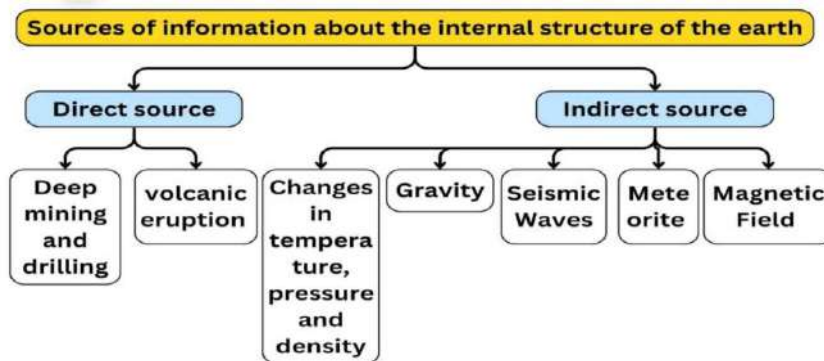 Sources of information about the internal structure of the earth
Direct source
Indirect source
Deep
mining
and
drilling
volcanic
eruption
Changes
in
tempera
ture,
pressure
and
density
Gravity
Seismic
Waves
Mete
orite
Magnetic
Field